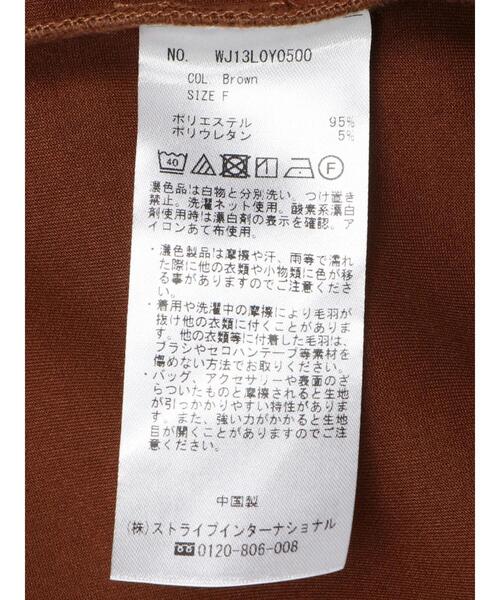 NO. WJ13L0Y0500
COL Brown
SIZE F
ポリエステル 95%
ポリウレタン 5%
40 F
濃色品は白物と分別洗い、つけ置き
禁止。洗濯ネット使用。酸素系漂白
剤使用時は漂白剤の表示を確認。ア
イロンあて布使用。
・濃色製品は摩擦や汗、雨等で濡れ
た際に他の衣類や小物類に色が移
る事がありますのでご注意くださ
い。
・着用や洗濯中の摩擦により毛羽が
抜け他の衣類に付くことがありま
す。他の衣類等に付着した毛羽は、
ブラシやセコハンテープ等素材を
傷めない方法でお取りください。
・バッグ、アクセサリーや表面のざ
らついたものと摩擦されると生地
が引っかかりやすい特性がありま
す。また、強い力がかかると生地
目が開くことがありますのでご注
意ください。
中国製
(株)ストライプインターナショナル
0120-806-008